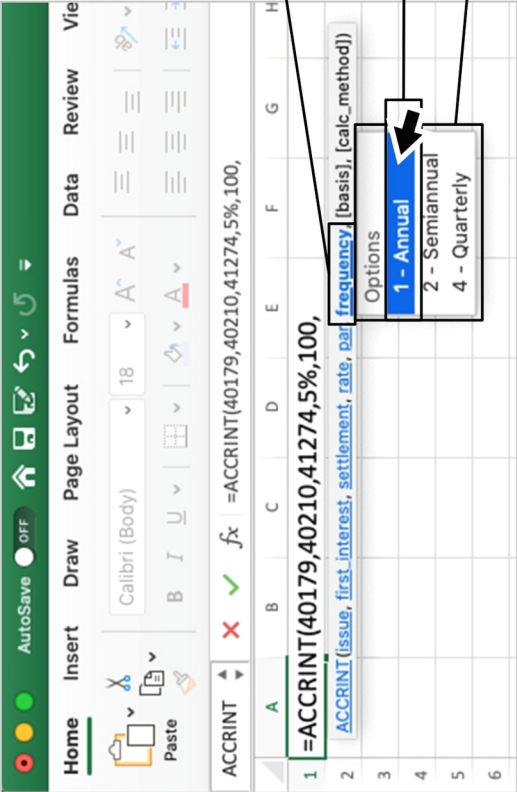 AutoSave OFF
Home Insert Draw Page Layout Formulas Data Review Vie
Paste
Calibri (Body) 18 A A
B I U A
ACCRINT fx =ACCRINT(40179,40210,41274,5%,100,
A B C D E F G H
1 =ACCRINT(40179,40210,41274,5%,100,
2 ACCRINT(issue, first_interest, settlement, rate, par, frequency, [basis], [calc_method])
3 Options
4 1 - Annual
5 2 - Semiannual
6 4 - Quarterly